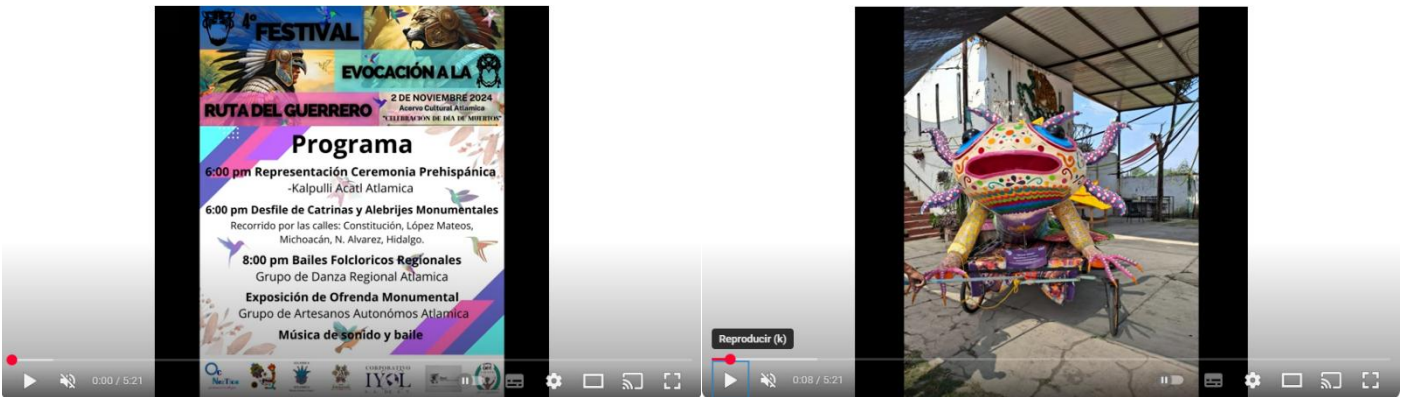 4º FESTIVAL
EVOCACIÓN A LA
RUTA DEL GUERRERO
2 DE NOVIEMBRE 2024
Acervo Cultural Atlamica
"CELEBRACIÓN DE DÍA DE MUERTOS"
Programa
6:00 pm Representación Ceremonia Prehispánica
-Kalpulli Acatl Atlamica
6:00 pm Desfile de Catrinas y Alebrijes Monumentales
Recorrido por las calles: Constitución, López Mateos,
Michoacán, N. Alvarez, Hidalgo.
8:00 pm Bailes Folcloricos Regionales
Grupo de Danza Regional Atlamica
Exposición de Ofrenda Monumental
Grupo de Artesanos Autonómos Atlamica
Música de sonido y baile
CORPORATIVO
IYOL
0:00 / 5:21
Reproducir (k)
0:08 / 5:21